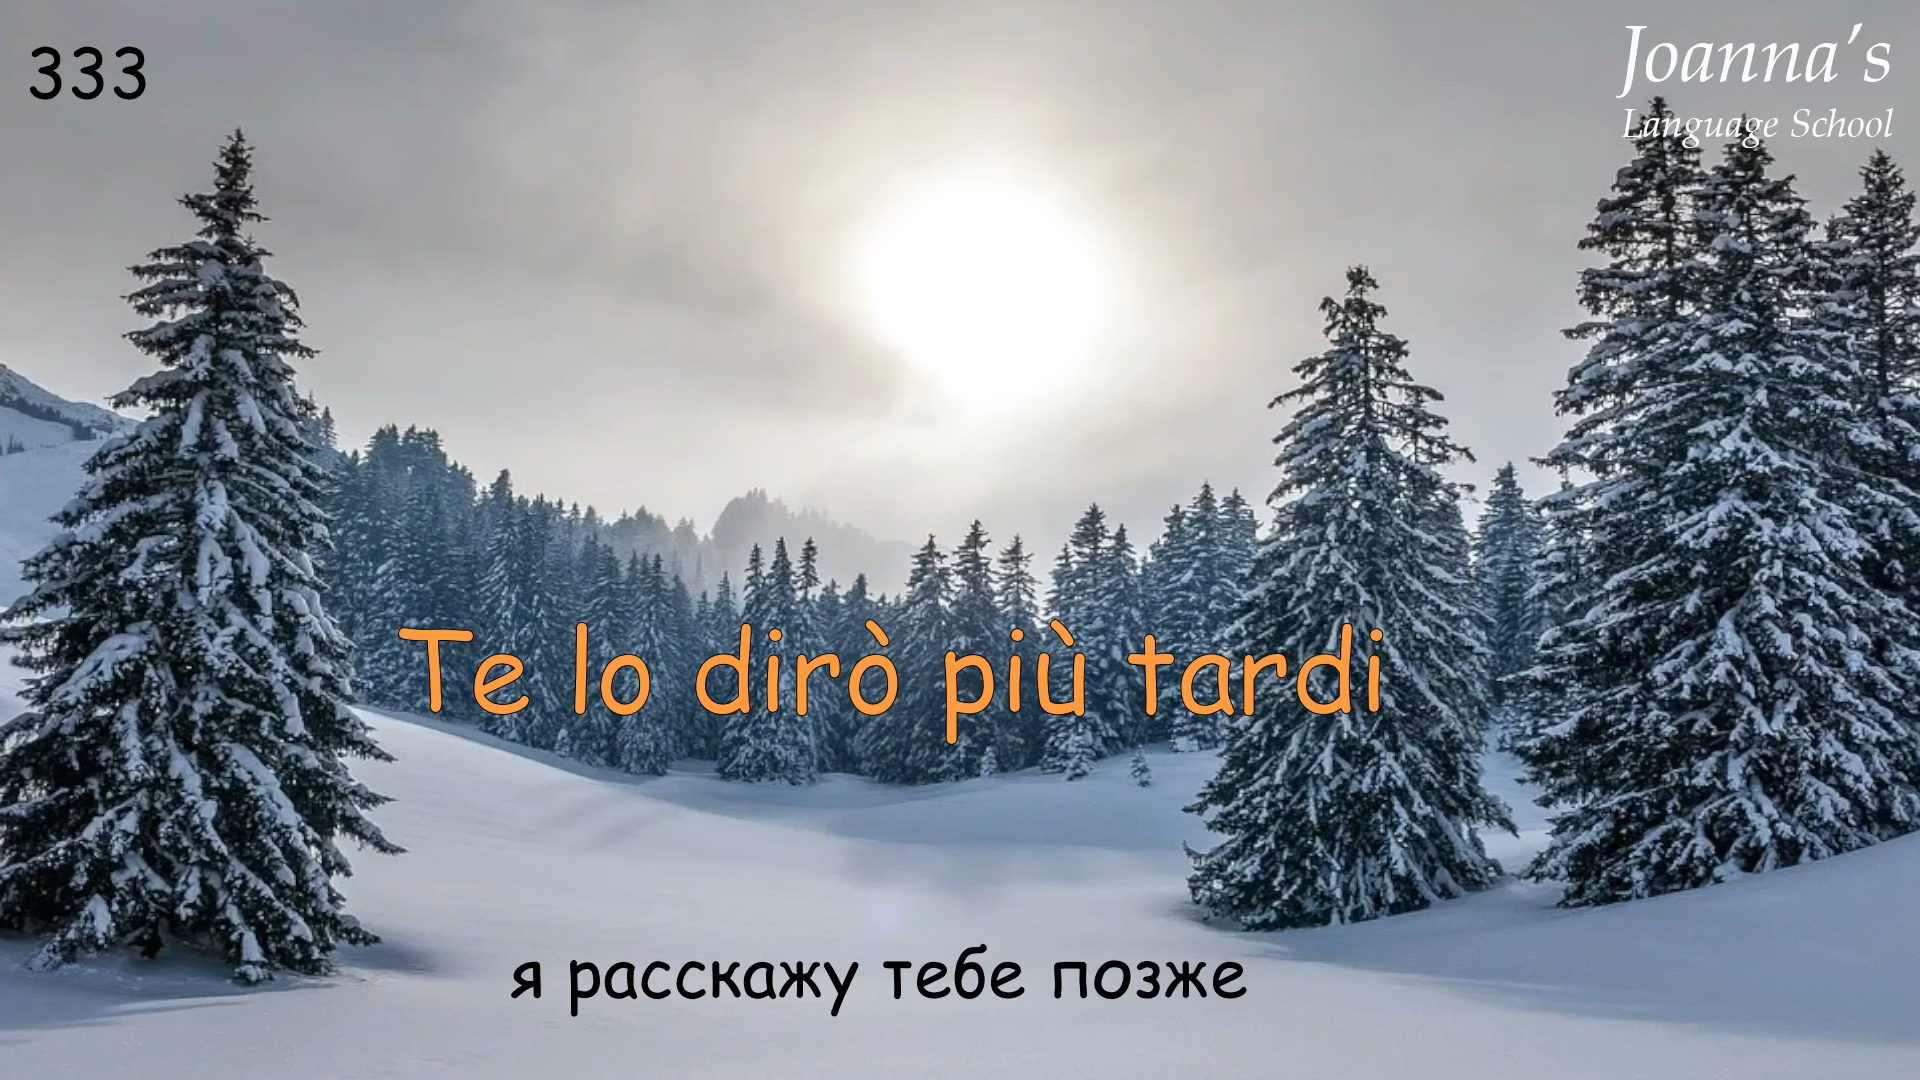 333
Joanna's
Language School
Te lo dirò più tardi
я расскажу тебе позже